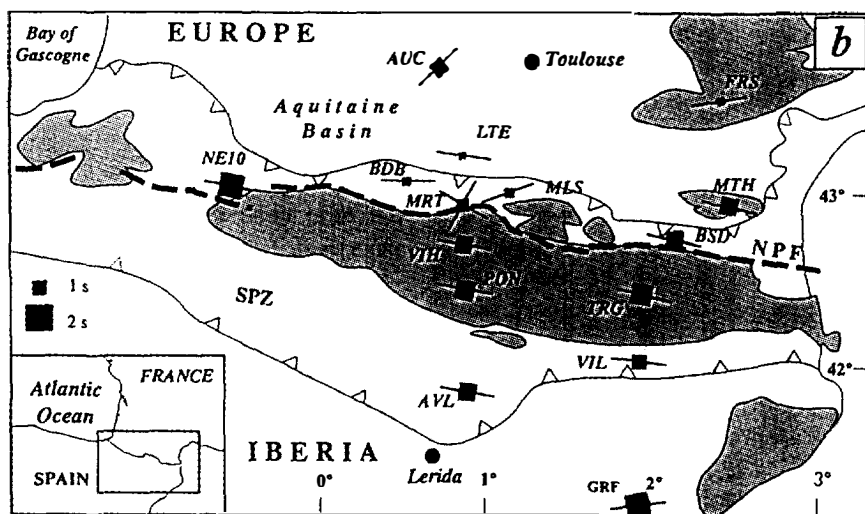 Bay of
Gascogne
EUROPE
b
AUC
Toulouse
FRS
Aquitaine
Basin
LTE
NE10
BDB
MRT
MLS
MTH
43°
BSD
NPF
VIH
PON
TRG
SPZ
1 s
2 s
VIL
42°
AVL
Atlantic
Ocean
FRANCE
SPAIN
IBERIA
Lerida
0°
1°
GRF
2°
3°